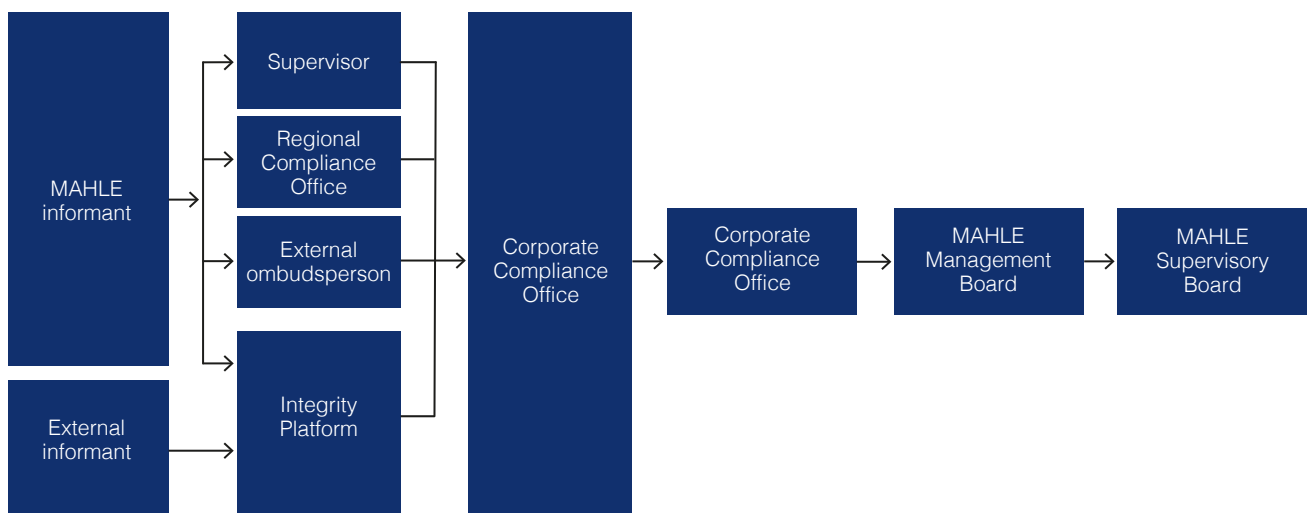 MAHLE
informant
External
informant
Supervisor
Regional
Compliance
Office
External
ombudsperson
Integrity
Platform
Corporate
Compliance
Office
Corporate
Compliance
Office
MAHLE
Management
Board
MAHLE
Supervisory
Board